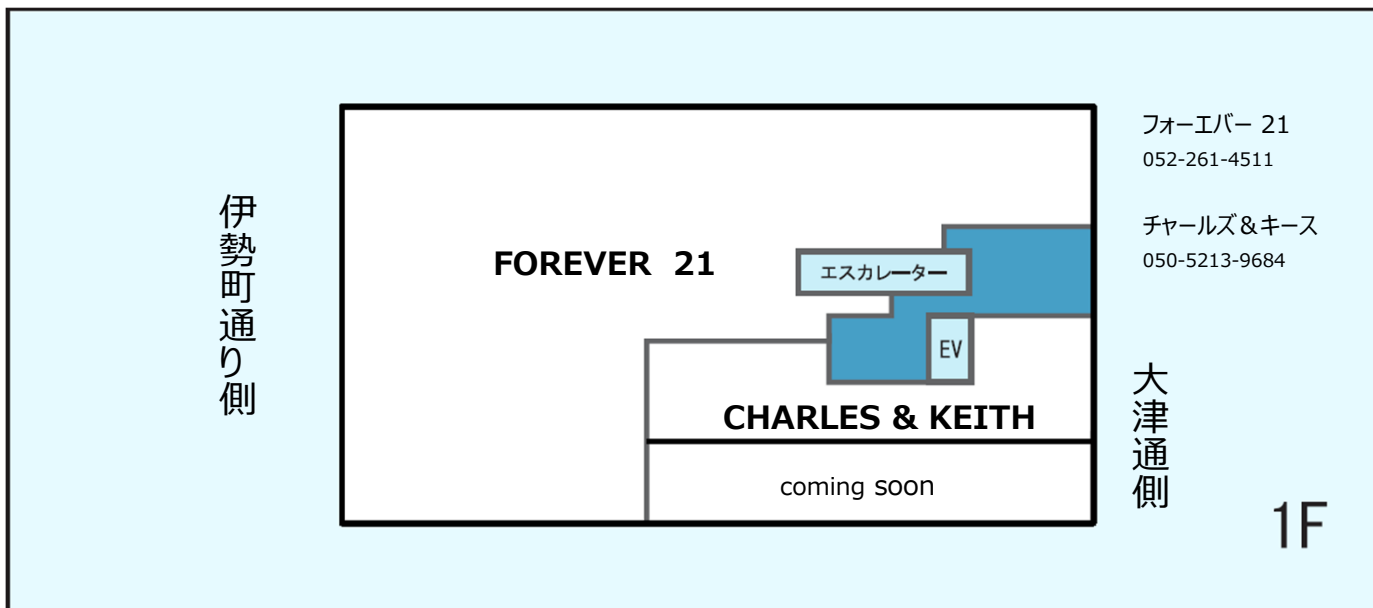 フォーエバー 21
052-261-4511
チャールズ＆キース
050-5213-9684
伊勢町通り側
FOREVER 21
エスカレーター
EV
CHARLES & KEITH
coming soon
大津通側
1F